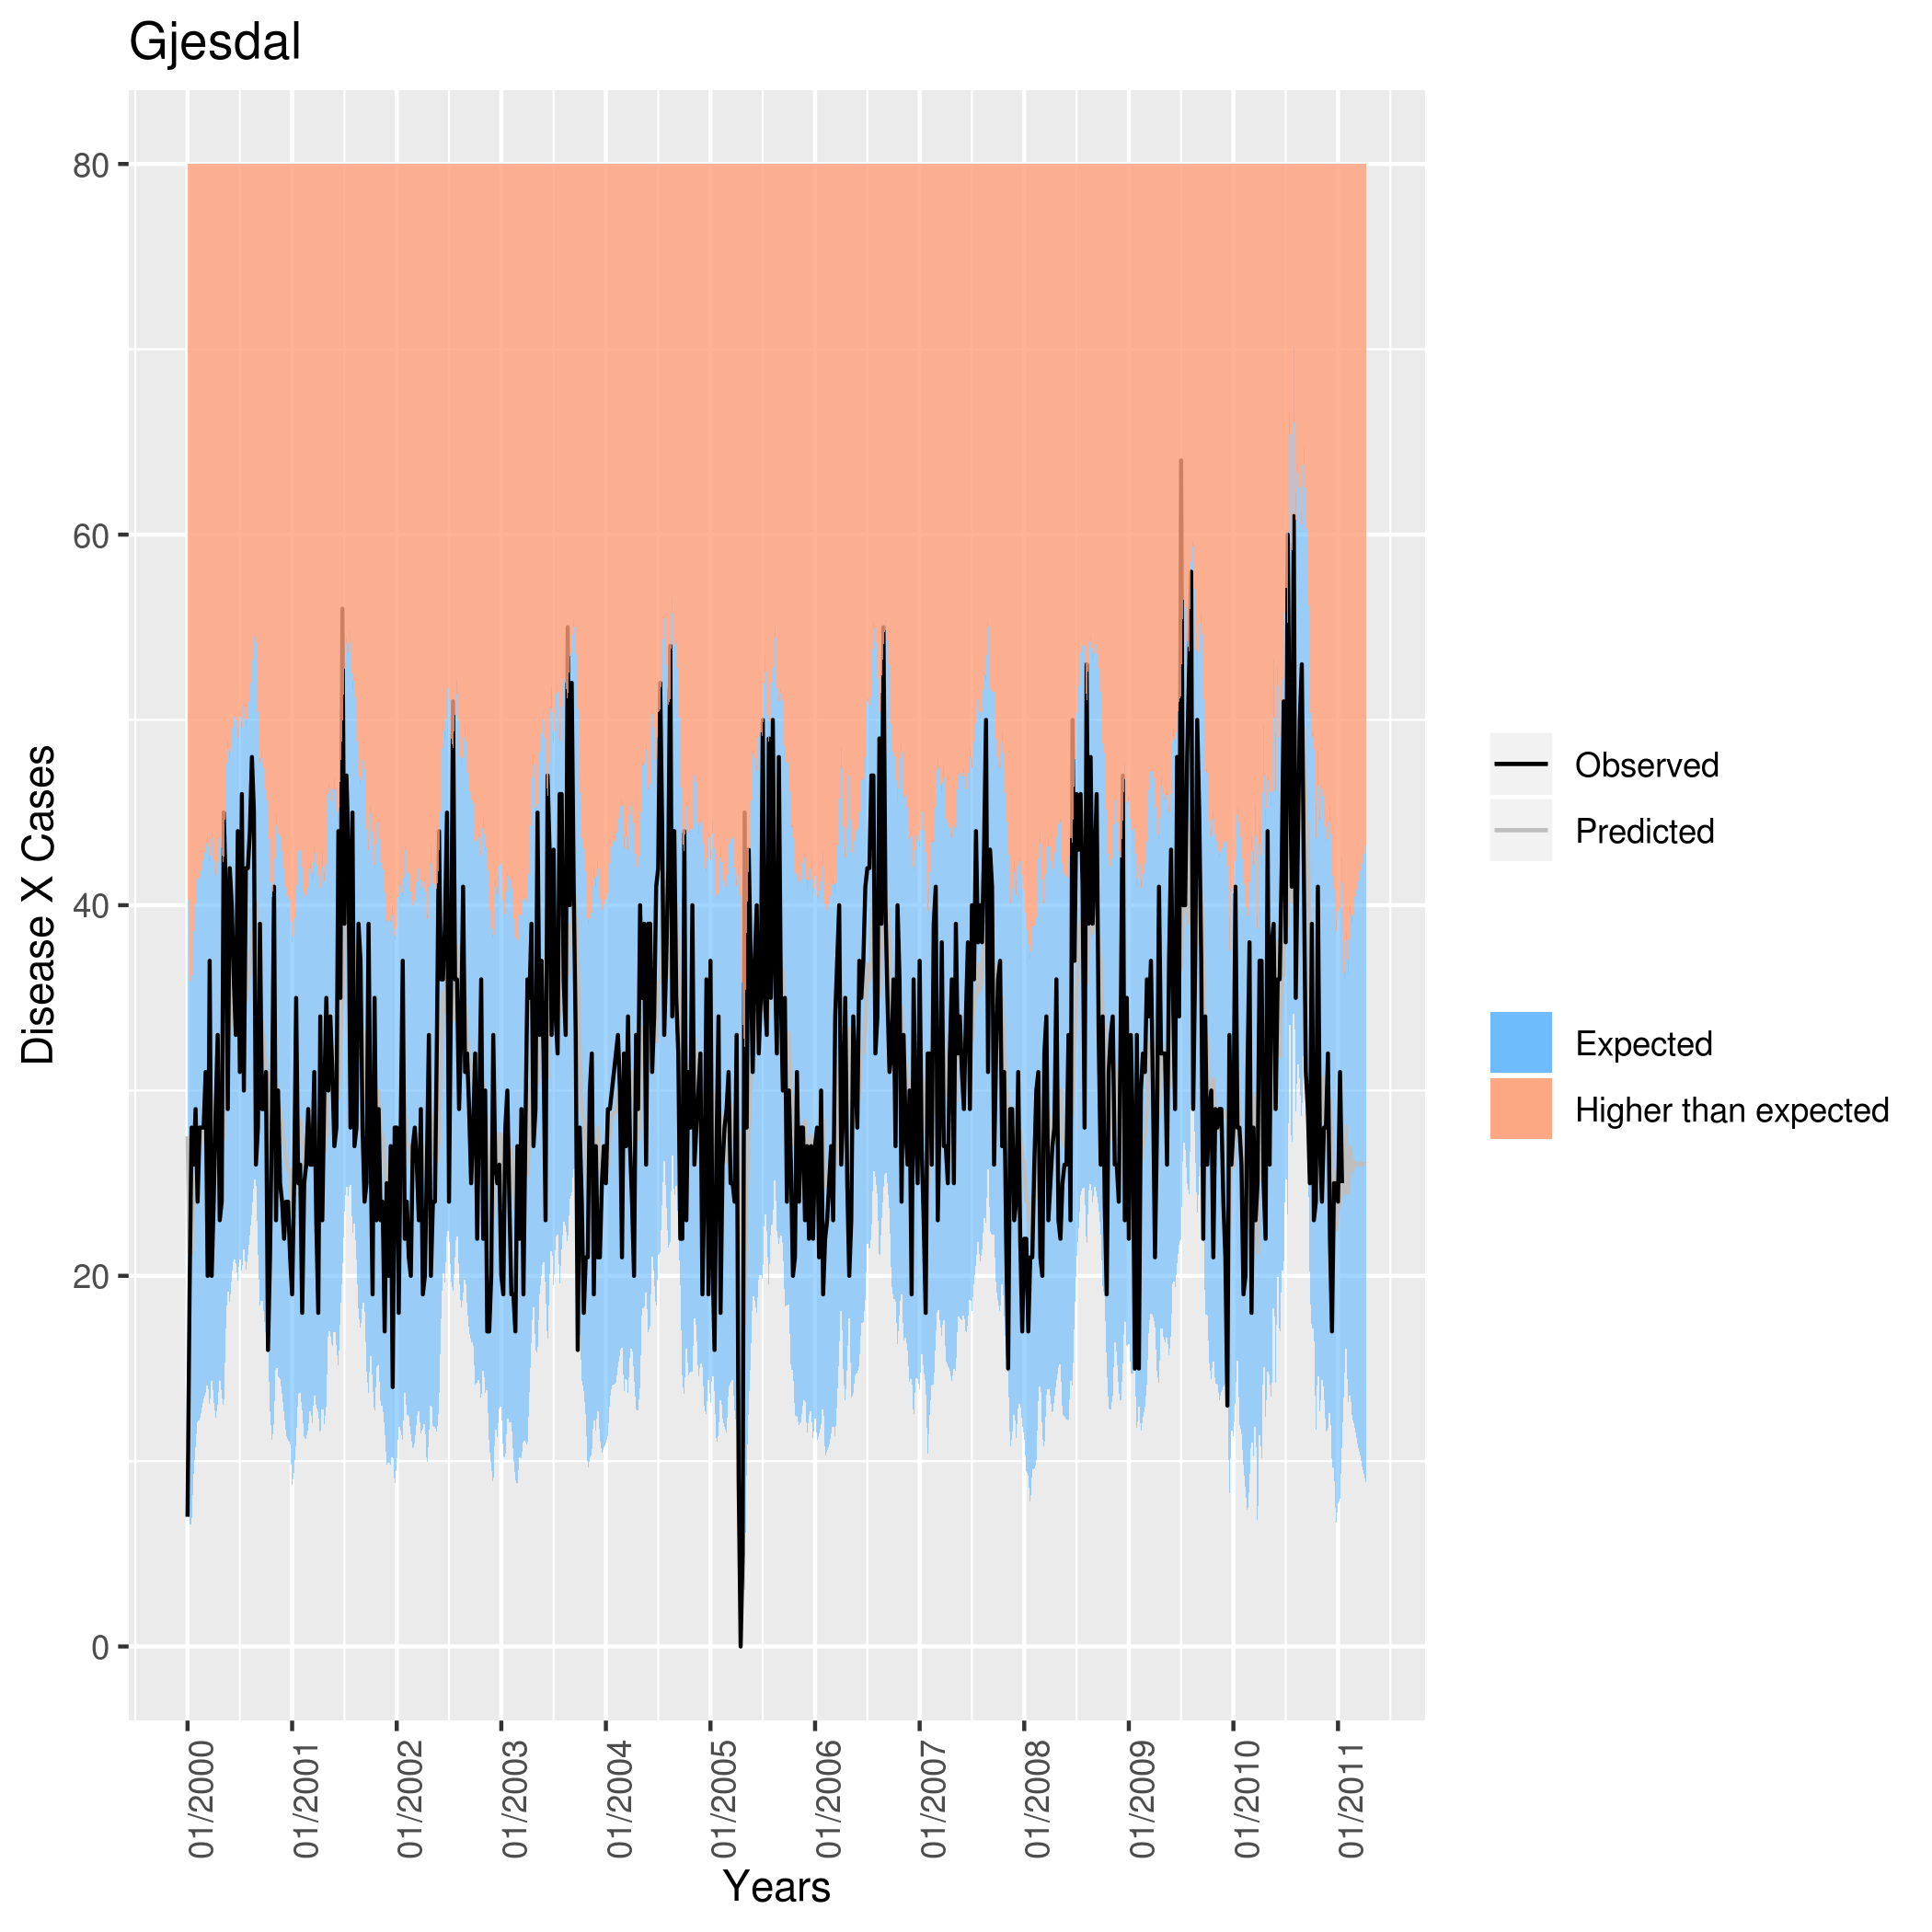 Gjesdal
Disease X Cases
80
60
40
20
0
01/2000
01/2001
01/2002
01/2003
01/2004
01/2005
01/2006
01/2007
01/2008
01/2009
01/2010
01/2011
Years
Observed
Predicted
Expected
Higher than expected